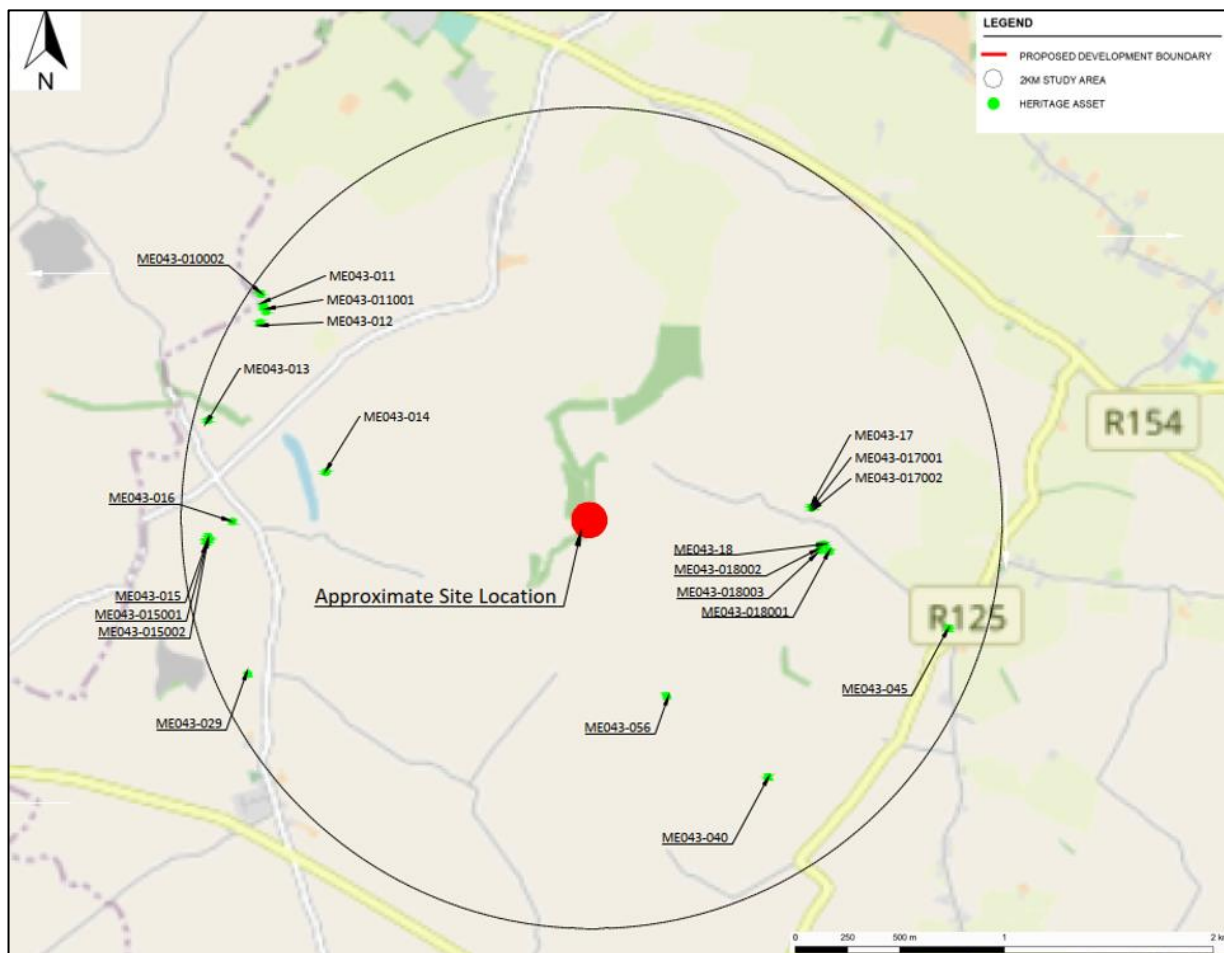 N
LEGEND
PROPOSED DEVELOPMENT BOUNDARY
2KM STUDY AREA
HERITAGE ASSET
ME043-010002
ME043-011
ME043-011001
ME043-012
ME043-013
ME043-014
R154
ME043-17
ME043-017001
ME043-017002
ME043-016
ME043-18
ME043-018002
ME043-018003
ME043-018001
ME043-015
ME043-015001
ME043-015002
Approximate Site Location
R125
ME043-045
ME043-029
ME043-056
ME043-040
0 250 500 m 1 2 km